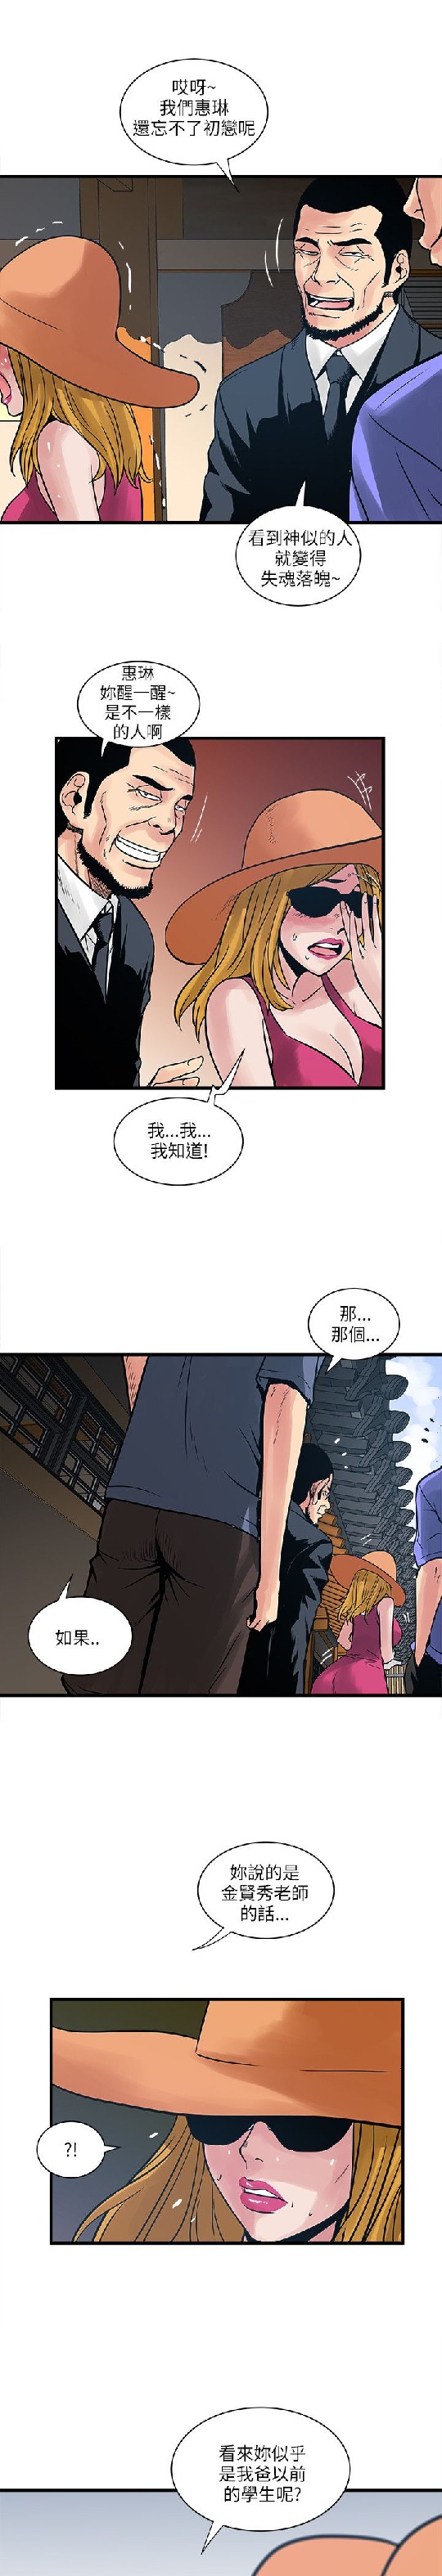 哎呀~
我們惠琳
還忘不了初戀呢
看到神似的人
就變得
失魂落魄~
惠琳
妳醒一醒~
是不一樣
的人啊
我...我...
我知道!
那...
那個...
如果..
妳說的是
金賢秀老師
的話...
?!
看來妳似乎
是我爸以前
的學生呢?